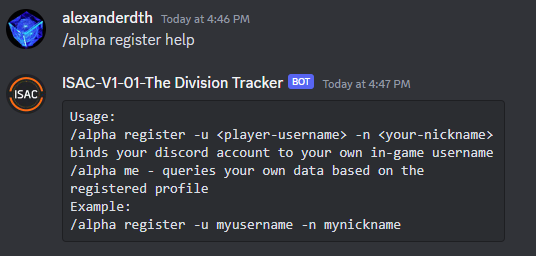 alexanderdth Today at 4:46 PM
/alpha register help
ISAC
ISAC-V1-01-The Division Tracker BOT Today at 4:47 PM
Usage:
/alpha register -u <player-username> -n <your-nickname>
binds your discord account to your own in-game username
/alpha me - queries your own data based on the
registered profile
Example:
/alpha register -u myusername -n mynickname